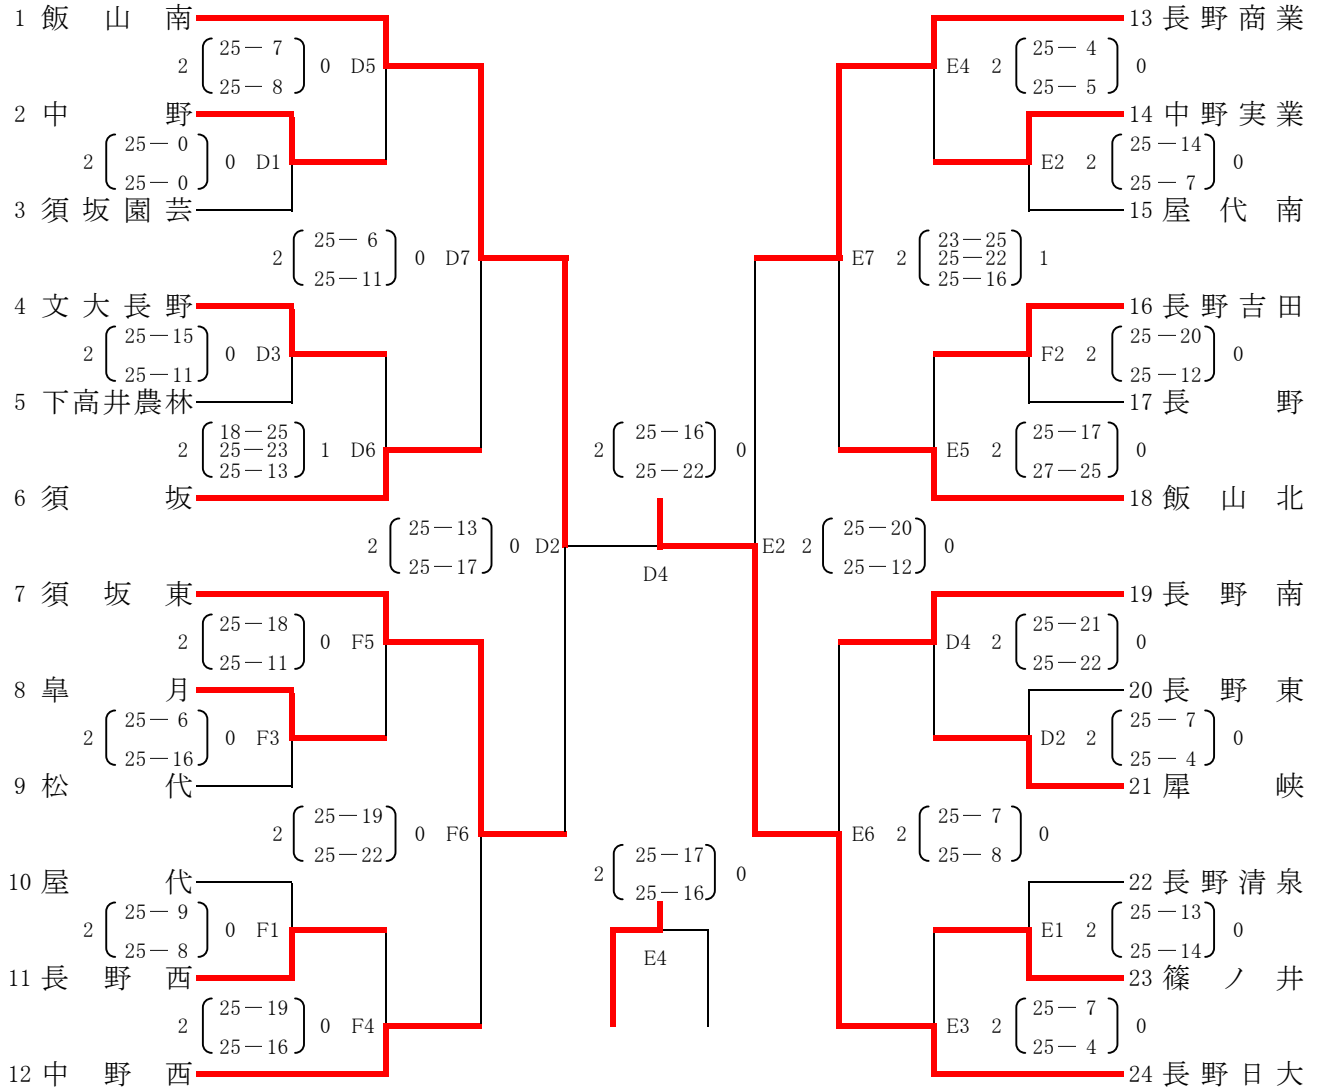 1 飯山南
25－ 7
2 0 D5
25－ 8
2 中野
25－ 0
2 0 D1
25－ 0
3 須坂園芸
25－ 6
2 0 D7
25－11
4 文大長野
25－15
2 0 D3
25－11
5 下高井農林
18－25
2 25－23 1 D6
25－13
6 須坂
25－13
2 0 D2
25－17
7 須坂東
25－18
2 0 F5
25－11
8 皐月
25－ 6
2 0 F3
25－16
9 松代
25－19
2 0 F6
25－22
10 屋代
25－ 9
2 0 F1
25－ 8
11 長野西
25－19
2 0 F4
25－16
12 中野西
25－16
2 0
25－22
D4
25－17
2 0
25－16
E4
13 長野商業
25－ 4
E4 2 0
25－ 5
14 中野実業
25－14
E2 2 0
25－ 7
15 屋代南
23－25
E7 2 25－22 1
25－16
16 長野吉田
25－20
F2 2 0
25－12
17 長野
25－17
E5 2 0
27－25
18 飯山北
25－20
E2 2 0
25－12
19 長野南
25－21
D4 2 0
25－22
20 長野東
25－ 7
D2 2 0
25－ 4
21 犀峡
25－ 7
E6 2 0
25－ 8
22 長野清泉
25－13
E1 2 0
25－14
23 篠ノ井
25－ 7
E3 2 0
25－ 4
24 長野日大